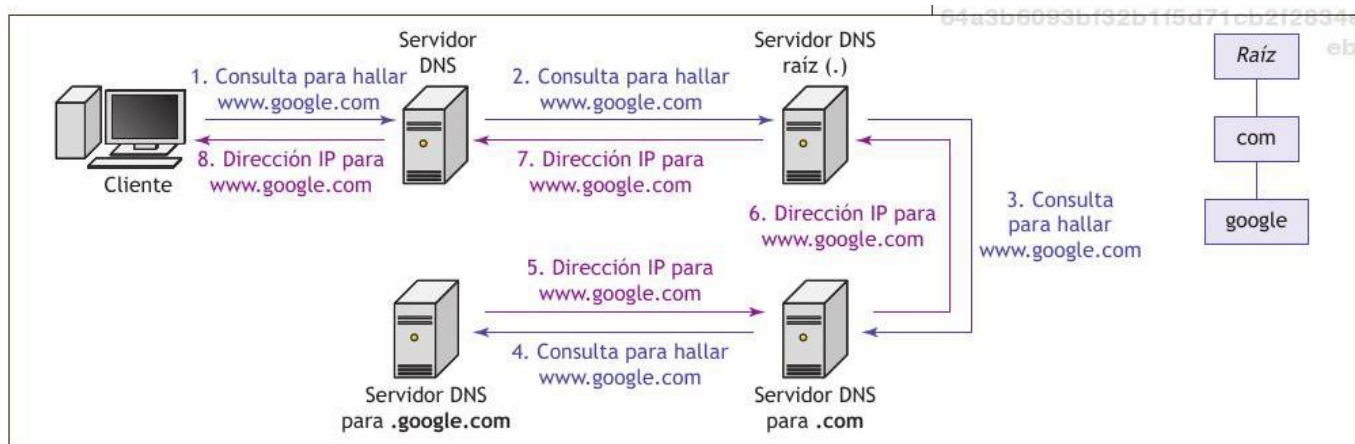 Servidor
DNS
Servidor DNS
raíz (.)
1. Consulta para hallar
www.google.com
2. Consulta para hallar
www.google.com
8. Dirección IP para
www.google.com
7. Dirección IP para
www.google.com
Cliente
3. Consulta
para hallar
www.google.com
6. Dirección IP para
www.google.com
5. Dirección IP para
www.google.com
4. Consulta para hallar
www.google.com
Servidor DNS
para .google.com
Servidor DNS
para .com
Raíz
com
google
eb